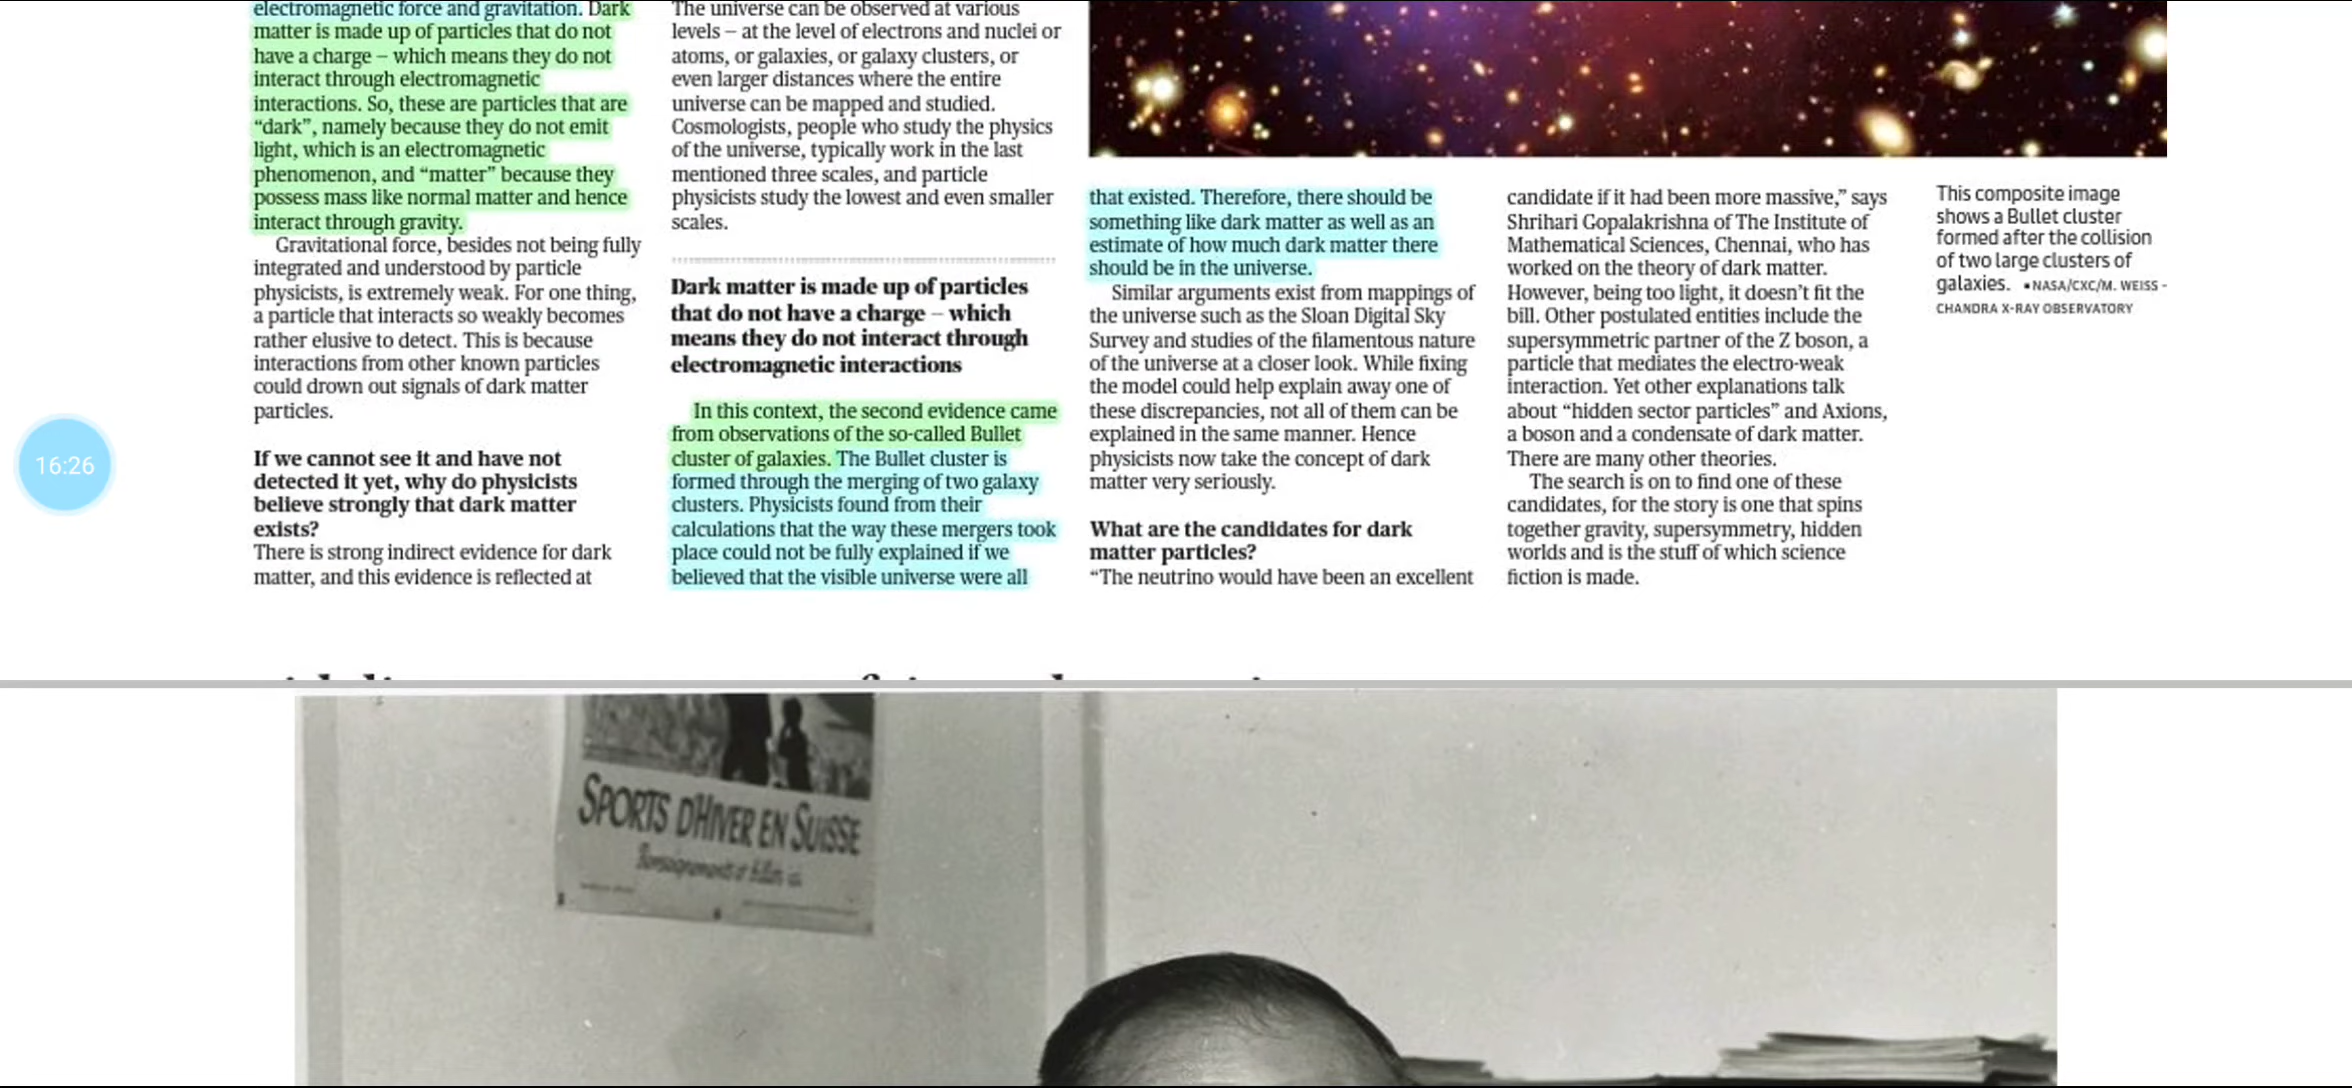 electromagnetic force and gravitation. Dark
matter is made up of particles that do not
have a charge – which means they do not
interact through electromagnetic
interactions. So, these are particles that are
“dark”, namely because they do not emit
light, which is an electromagnetic
phenomenon, and “matter” because they
possess mass like normal matter and hence
interact through gravity.
Gravitational force, besides not being fully
integrated and understood by particle
physicists, is extremely weak. For one thing,
a particle that interacts so weakly becomes
rather elusive to detect. This is because
interactions from other known particles
could drown out signals of dark matter
particles.
If we cannot see it and have not
detected it yet, why do physicists
believe strongly that dark matter
exists?
There is strong indirect evidence for dark
matter, and this evidence is reflected at
The universe can be observed at various
levels – at the level of electrons and nuclei or
atoms, or galaxies, or galaxy clusters, or
even larger distances where the entire
universe can be mapped and studied.
Cosmologists, people who study the physics
of the universe, typically work in the last
mentioned three scales, and particle
physicists study the lowest and even smaller
scales.
Dark matter is made up of particles
that do not have a charge – which
means they do not interact through
electromagnetic interactions
In this context, the second evidence came
from observations of the so-called Bullet
cluster of galaxies. The Bullet cluster is
formed through the merging of two galaxy
clusters. Physicists found from their
calculations that the way these mergers took
place could not be fully explained if we
believed that the visible universe were all
that existed. Therefore, there should be
something like dark matter as well as an
estimate of how much dark matter there
should be in the universe.
Similar arguments exist from mappings of
the universe such as the Sloan Digital Sky
Survey and studies of the filamentous nature
of the universe at a closer look. While fixing
the model could help explain away one of
these discrepancies, not all of them can be
explained in the same manner. Hence
physicists now take the concept of dark
matter very seriously.
What are the candidates for dark
matter particles?
“The neutrino would have been an excellent
candidate if it had been more massive,” says
Shrihari Gopalakrishna of The Institute of
Mathematical Sciences, Chennai, who has
worked on the theory of dark matter.
However, being too light, it doesn’t fit the
bill. Other postulated entities include the
supersymmetric partner of the Z boson, a
particle that mediates the electro-weak
interaction. Yet other explanations talk
about “hidden sector particles” and Axions,
a boson and a condensate of dark matter.
There are many other theories.
The search is on to find one of these
candidates, for the story is one that spins
together gravity, supersymmetry, hidden
worlds and is the stuff of which science
fiction is made.
This composite image
shows a Bullet cluster
formed after the collision
of two large clusters of
galaxies. • NASA/CXC/M. WEISS -
CHANDRA X-RAY OBSERVATORY
16:26
SPORTS D'HIVER EN SUISSE